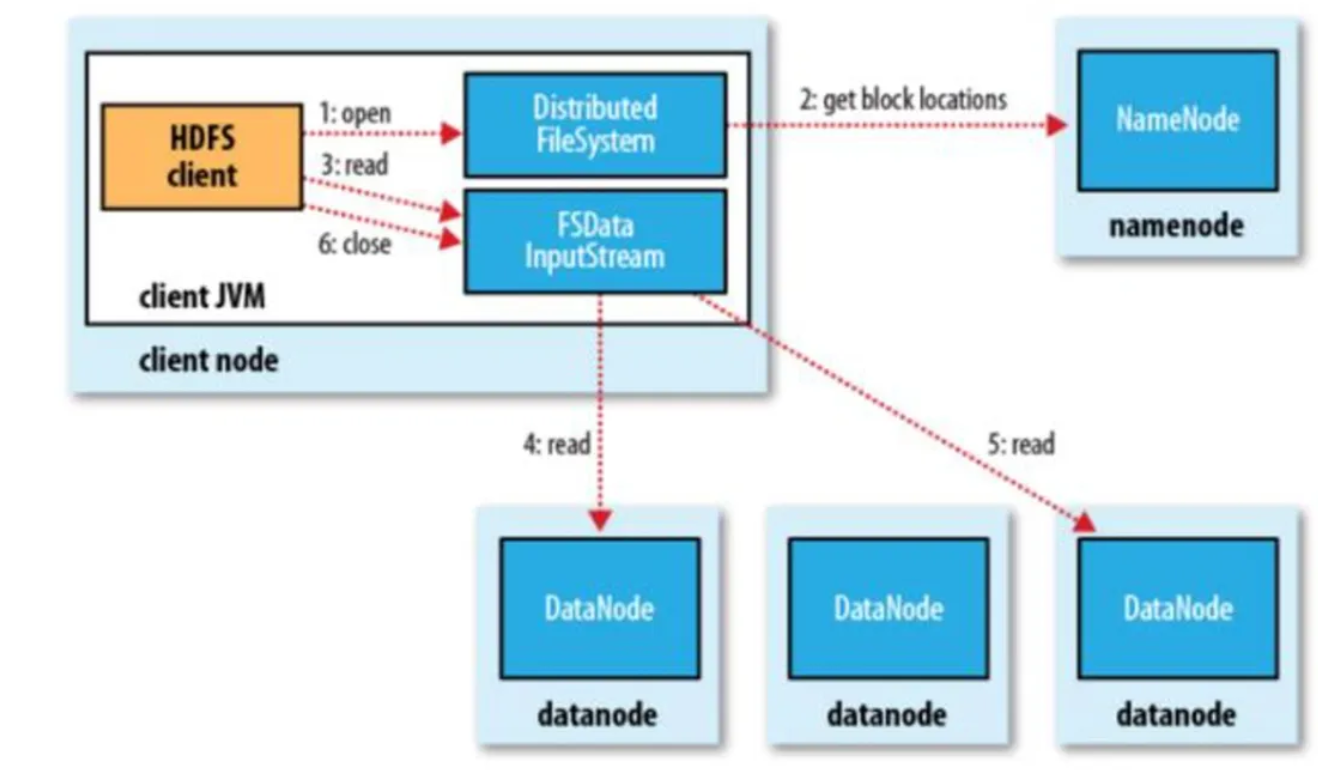 HDFS
client
1: open
3: read
6: close
Distributed
FileSystem
FSData
InputStream
client JVM
client node
2: get block locations
NameNode
namenode
4: read
5: read
DataNode
datanode
DataNode
datanode
DataNode
datanode